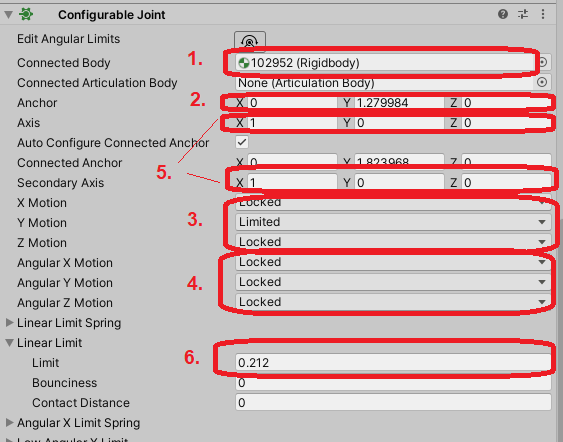 Configurable Joint
Edit Angular Limits
Connected Body 1. 102952 (Rigidbody)
Connected Articulation Body None (Articulation Body)
Anchor 2. X 0 Y 1.279984 Z 0
Axis X 1 Y 0 Z 0
Auto Configure Connected Anchor
Connected Anchor X 0 Y 1.823968 Z 0
5.
Secondary Axis X 1 Y 0 Z 0
X Motion Locked
Y Motion 3. Limited
Z Motion Locked
Angular X Motion Locked
Angular Y Motion 4. Locked
Angular Z Motion Locked
Linear Limit Spring
Linear Limit
Limit 6. 0.212
Bounciness 0
Contact Distance 0
Angular X Limit Spring
Low Angular X Limit